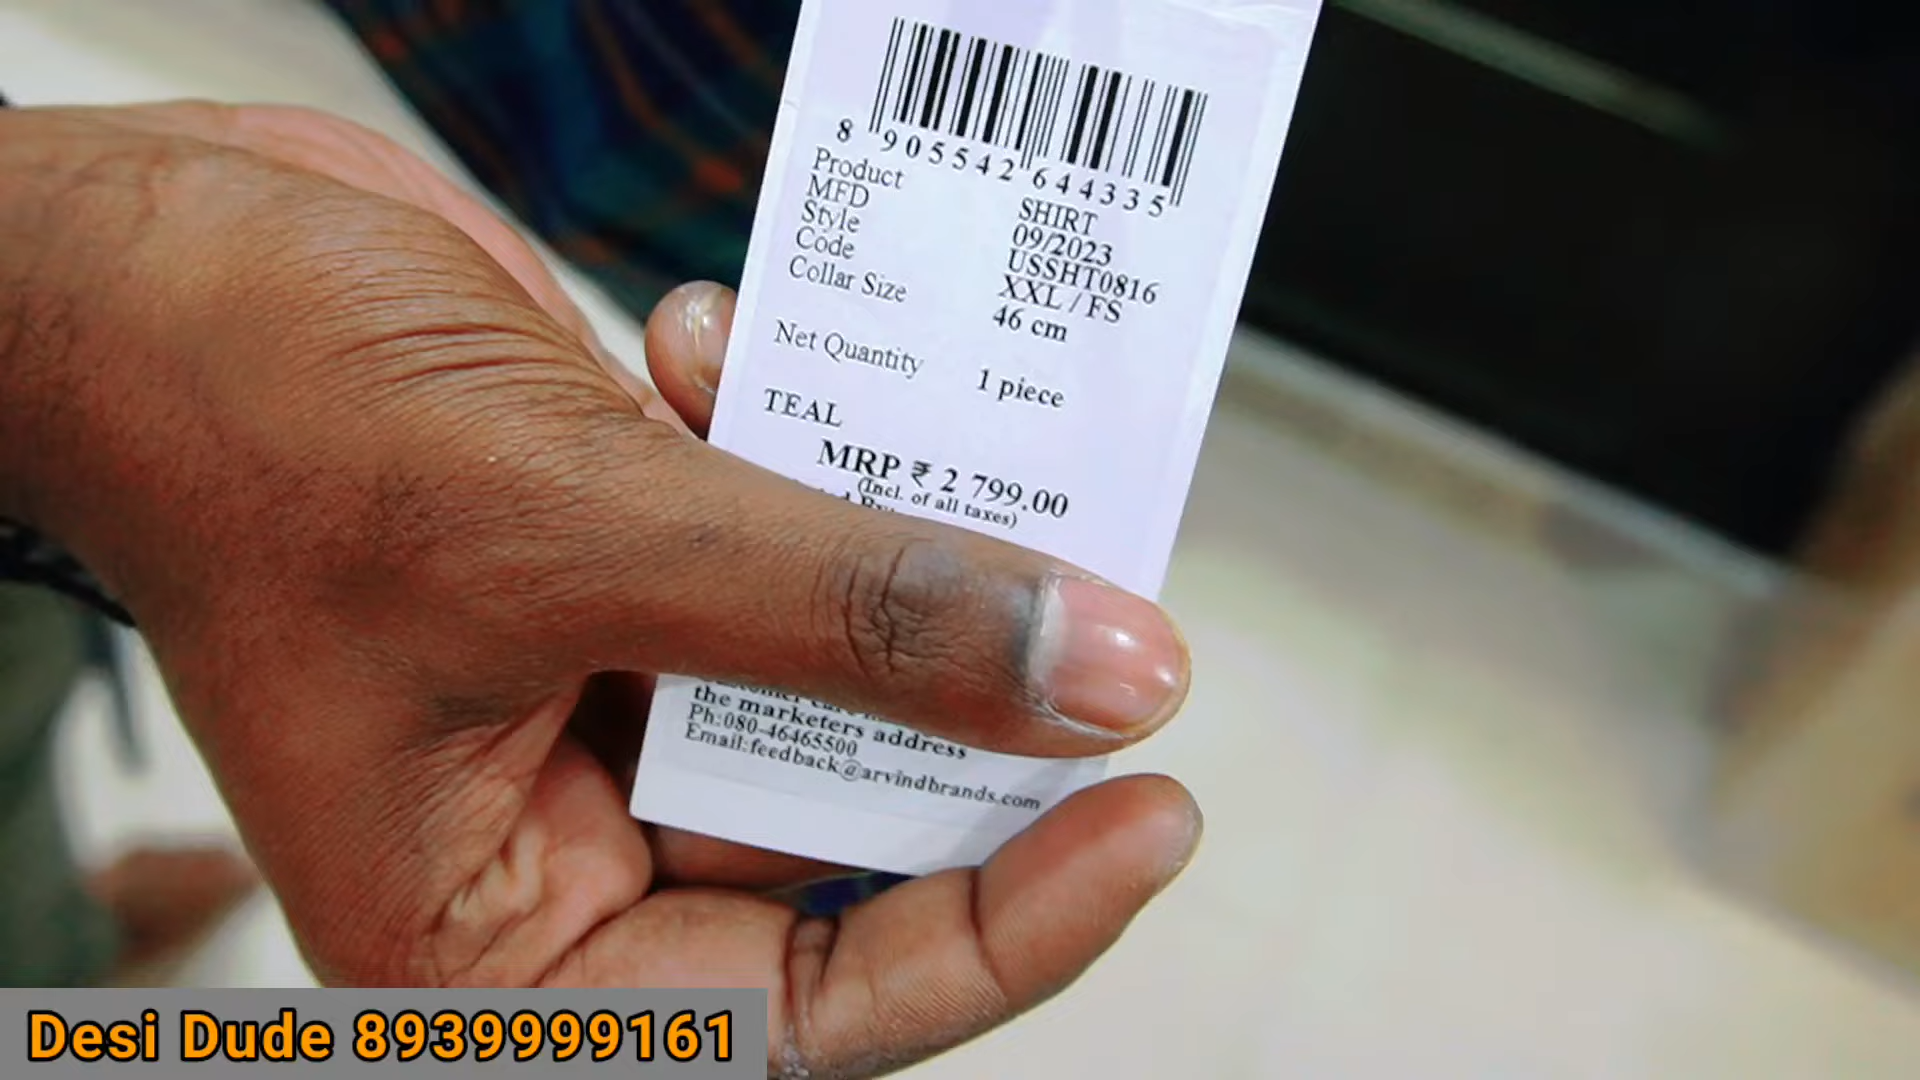 8 905542 644335
Product SHIRT
MFD 09/2023
Style USSHT0816
Code XXL / FS
Collar Size 46 cm
Net Quantity 1 piece
TEAL
MRP ₹ 2 799.00
(Incl. of all taxes)
the marketers address
Ph:080-46465500
Email:feedback@arvindbrands.com
Desi Dude 8939999161